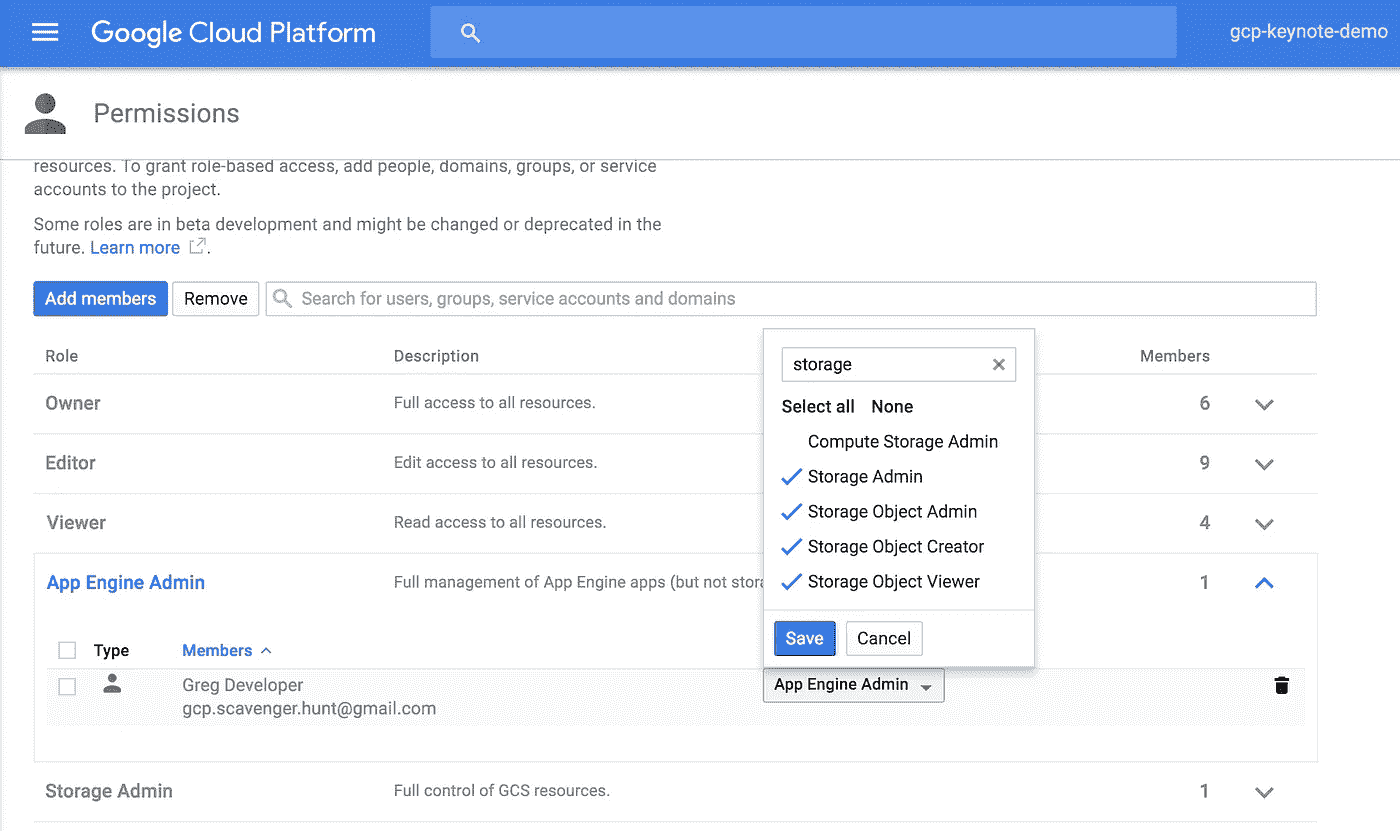 Google Cloud Platform
gcp-keynote-demo
Permissions
resources. To grant role-based access, add people, domains, groups, or service
accounts to the project.
Some roles are in beta development and might be changed or deprecated in the
future. Learn more .
Add members Remove Search for users, groups, service accounts and domains
Role Description Members
storage
Select all None
Compute Storage Admin
Storage Admin
Storage Object Admin
Storage Object Creator
Storage Object Viewer
Save Cancel
Owner Full access to all resources. 6
Editor Edit access to all resources. 9
Viewer Read access to all resources. 4
App Engine Admin Full management of App Engine apps (but not stora 1
Type Members
Greg Developer App Engine Admin
gcp.scavenger.hunt@gmail.com
Storage Admin Full control of GCS resources. 1